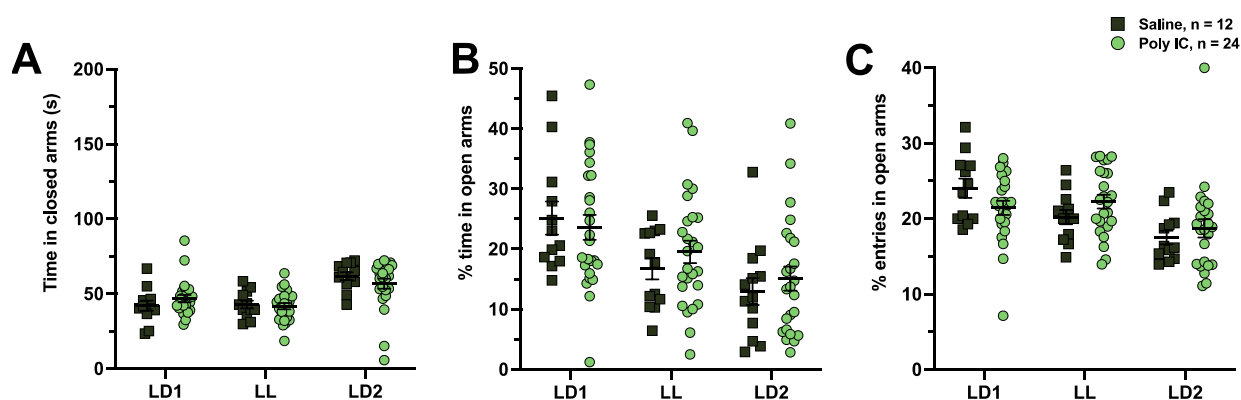 Saline, n = 12
Poly IC, n = 24
A
Time in closed arms (s)
200
150
100
50
0
LD1 LL LD2
B
% time in open arms
50
40
30
20
10
0
LD1 LL LD2
C
% entries in open arms
40
30
20
10
0
LD1 LL LD2